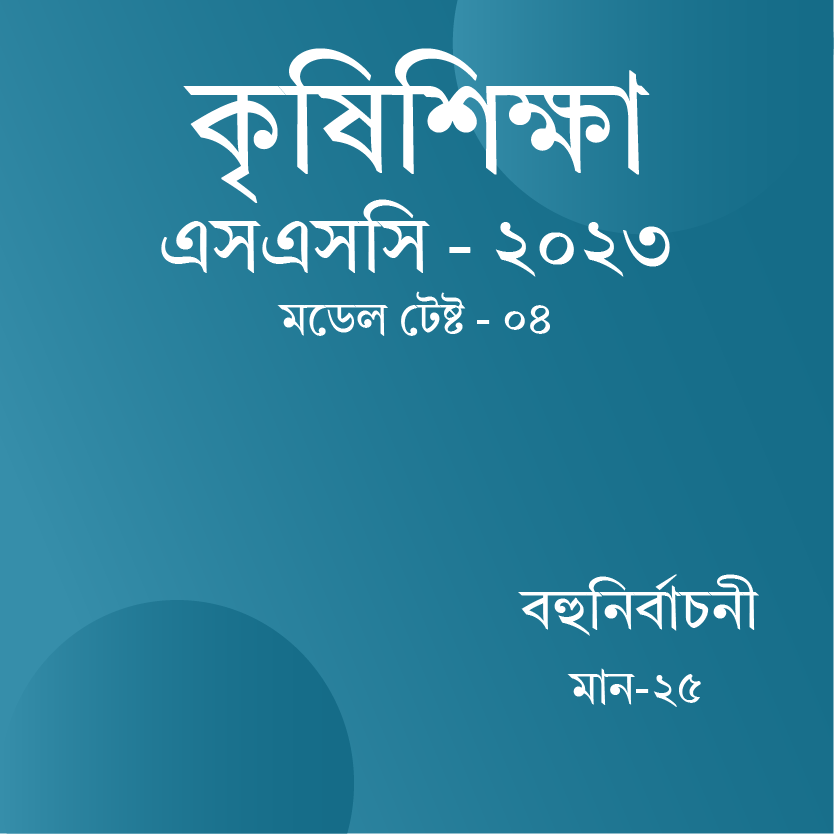 কৃষিশিক্ষা
এসএসসি - ২০২৩
মডেল টেষ্ট - ০৪
বহুনির্বাচনী
মান-২৫